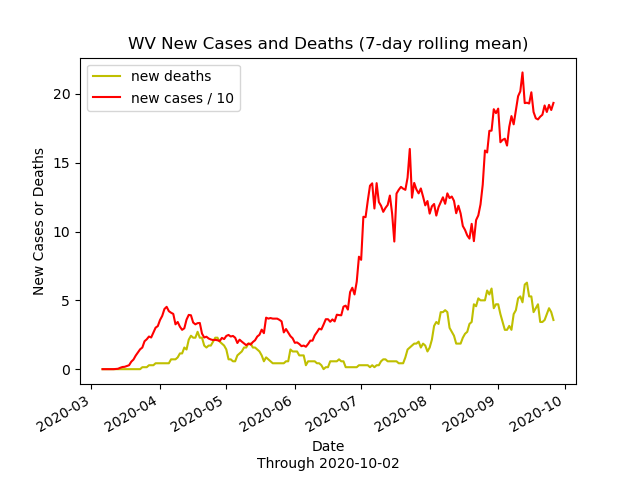 WV New Cases and Deaths (7-day rolling mean)
new deaths
new cases / 10
20
15
10
5
0
New Cases or Deaths
2020-03
2020-04
2020-05
2020-06
2020-07
2020-08
2020-09
2020-10
Date
Through 2020-10-02